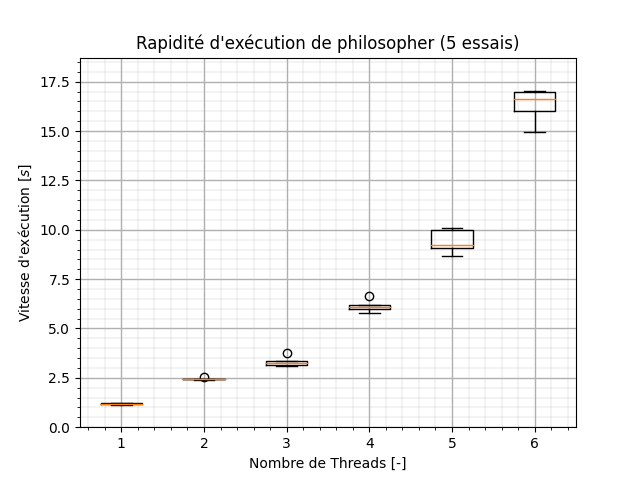 Rapidité d'exécution de philosopher (5 essais)
17.5
15.0
12.5
10.0
7.5
5.0
2.5
0.0
Vitesse d'exécution [s]
1 2 3 4 5 6
Nombre de Threads [-]